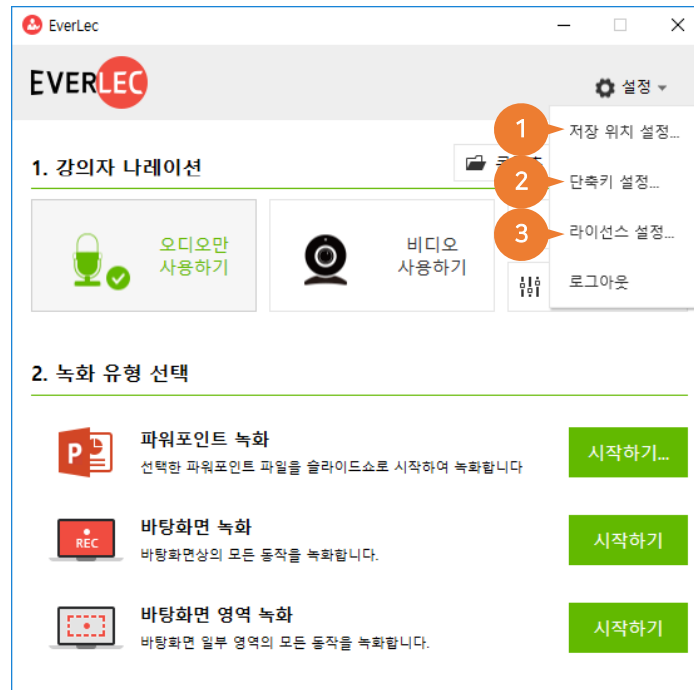 EverLec
EVERLEC
설정
1
저장 위치 설정...
1. 강의자 나레이션
2
단축키 설정...
3
라이선스 설정...
오디오만
사용하기
비디오
사용하기
로그아웃
2. 녹화 유형 선택
P
파워포인트 녹화
선택한 파워포인트 파일을 슬라이드쇼로 시작하여 녹화합니다
시작하기...
REC
바탕화면 녹화
바탕화면상의 모든 동작을 녹화합니다.
시작하기
바탕화면 영역 녹화
바탕화면 일부 영역의 모든 동작을 녹화합니다.
시작하기